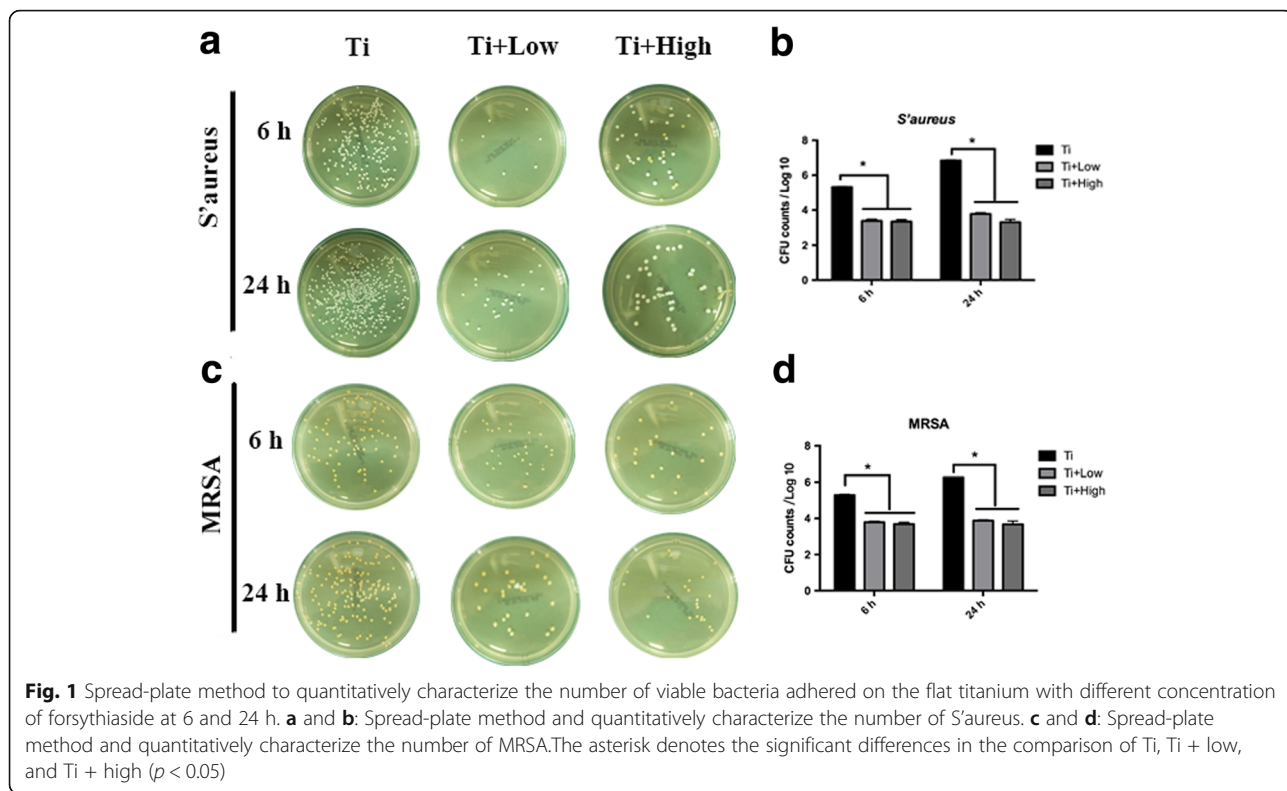 a
Ti
Ti+Low
Ti+High
S'aureus
6 h
24 h
b
S'aureus
CFU counts / Log 10
8
6
4
2
0
*
*
6 h
24 h
Ti
Ti+Low
Ti+High
c
MRSA
6 h
24 h
d
MRSA
CFU counts /Log 10
8
6
4
2
0
*
*
6 h
24 h
Ti
Ti+Low
Ti+High
Fig. 1 Spread-plate method to quantitatively characterize the number of viable bacteria adhered on the flat titanium with different concentration
of forsythiaside at 6 and 24 h. a and b: Spread-plate method and quantitatively characterize the number of S'aureus. c and d: Spread-plate
method and quantitatively characterize the number of MRSA.The asterisk denotes the significant differences in the comparison of Ti, Ti + low,
and Ti + high (p < 0.05)